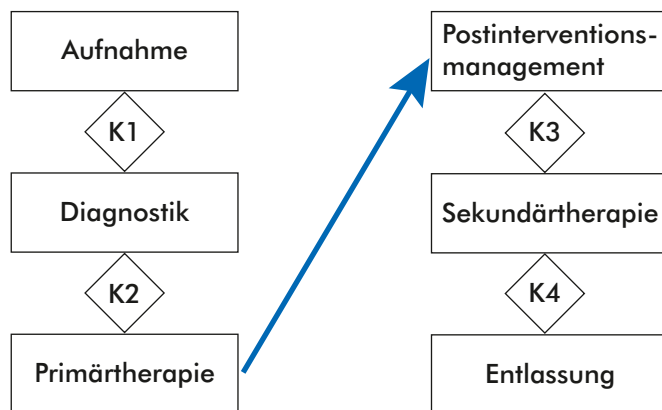 Aufnahme
K1
Diagnostik
K2
Primärtherapie
Postinterventions-
management
K3
Sekundärtherapie
K4
Entlassung